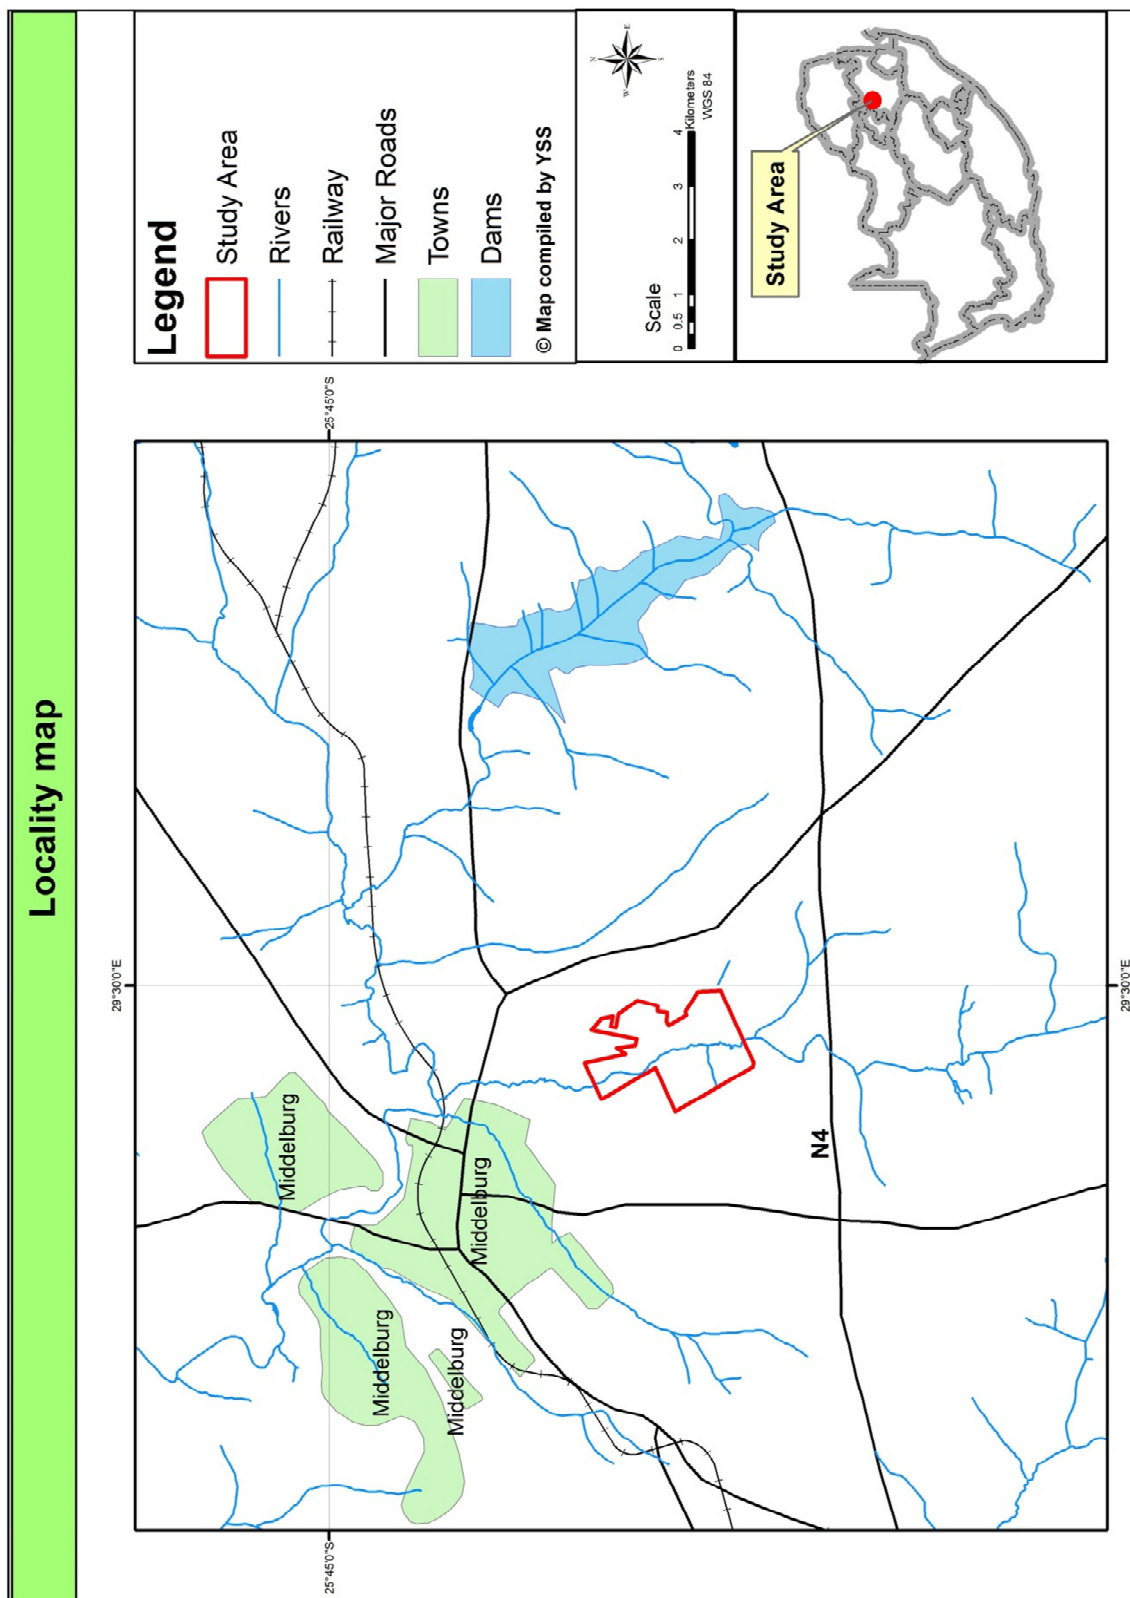 Locality map
29°30'0"E
25°45'0"S
25°45'0"S
29°30'0"E
Middelburg
Middelburg
Middelburg
Middelburg
N4
Legend
Study Area
Rivers
Railway
Major Roads
Towns
Dams
© Map compiled by YSS
N
E
W
S
Scale
0 0.5 1 2 3 4
Kilometers
WGS 84
Study Area